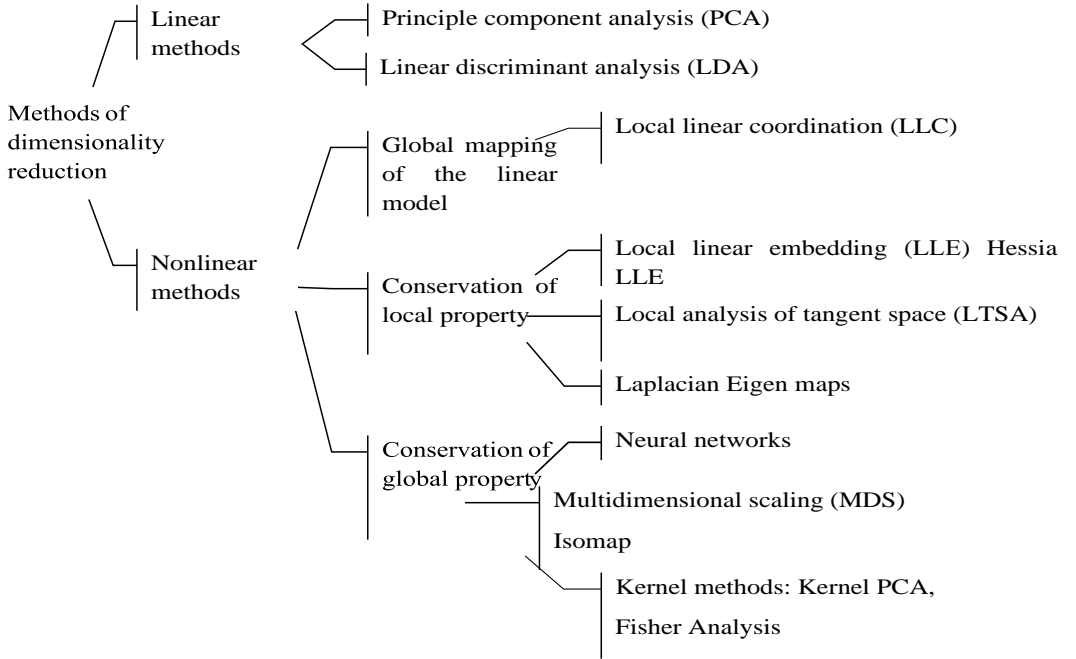 Linear
methods
Principle component analysis (PCA)
Linear discriminant analysis (LDA)
Methods of
dimensionality
reduction
Global mapping
of the linear
model
Local linear coordination (LLC)
Nonlinear
methods
Conservation of
local property
Local linear embedding (LLE) Hessia
LLE
Local analysis of tangent space (LTSA)
Laplacian Eigen maps
Conservation of
global property
Neural networks
Multidimensional scaling (MDS)
Isomap
Kernel methods: Kernel PCA,
Fisher Analysis